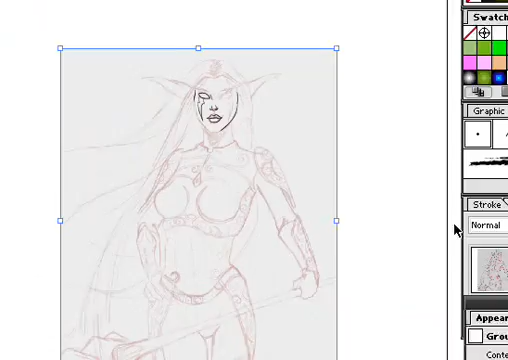 Swatch
Graphic
Stroke
Normal
Appear
Grou
Conte